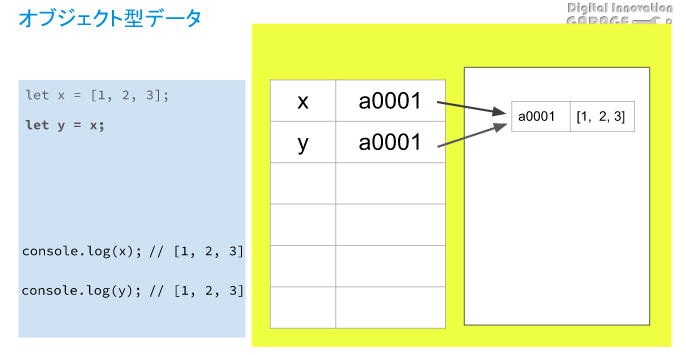 オブジェクト型データ
Digital Innovation
GARAGE
let x = [1, 2, 3];
let y = x;
console.log(x); // [1, 2, 3]
console.log(y); // [1, 2, 3]
x a0001
y a0001
a0001 [1, 2, 3]